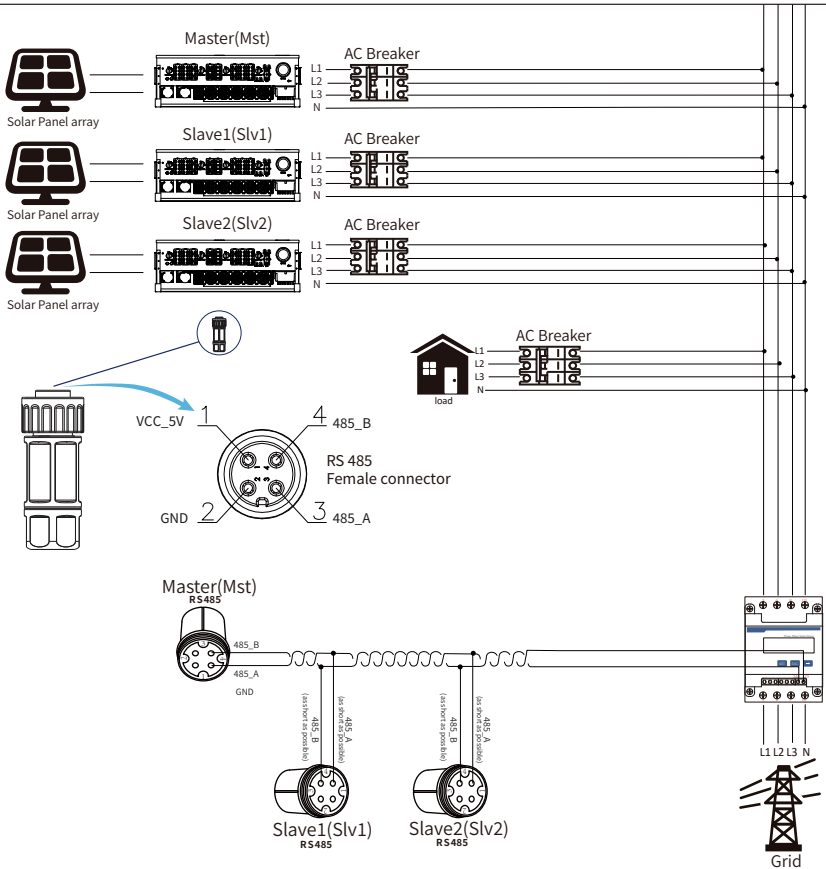 Master(Mst)
AC Breaker
L1
L2
L3
N
Solar Panel array
Slave1(Slv1)
AC Breaker
L1
L2
L3
N
Solar Panel array
Slave2(Slv2)
AC Breaker
L1
L2
L3
N
Solar Panel array
AC Breaker
L1
L2
L3
N
load
VCC_5V
1
4
485_B
1
4
2
3
RS 485
Female connector
GND
2
3
485_A
Master(Mst)
RS485
485_B
485_A
GND
485_B
(as short as possible)
485_A
(as short as possible)
485_B
(as short as possible)
485_A
(as short as possible)
Slave1(Slv1)
RS485
Slave2(Slv2)
RS485
L1 L2 L3 N
Grid